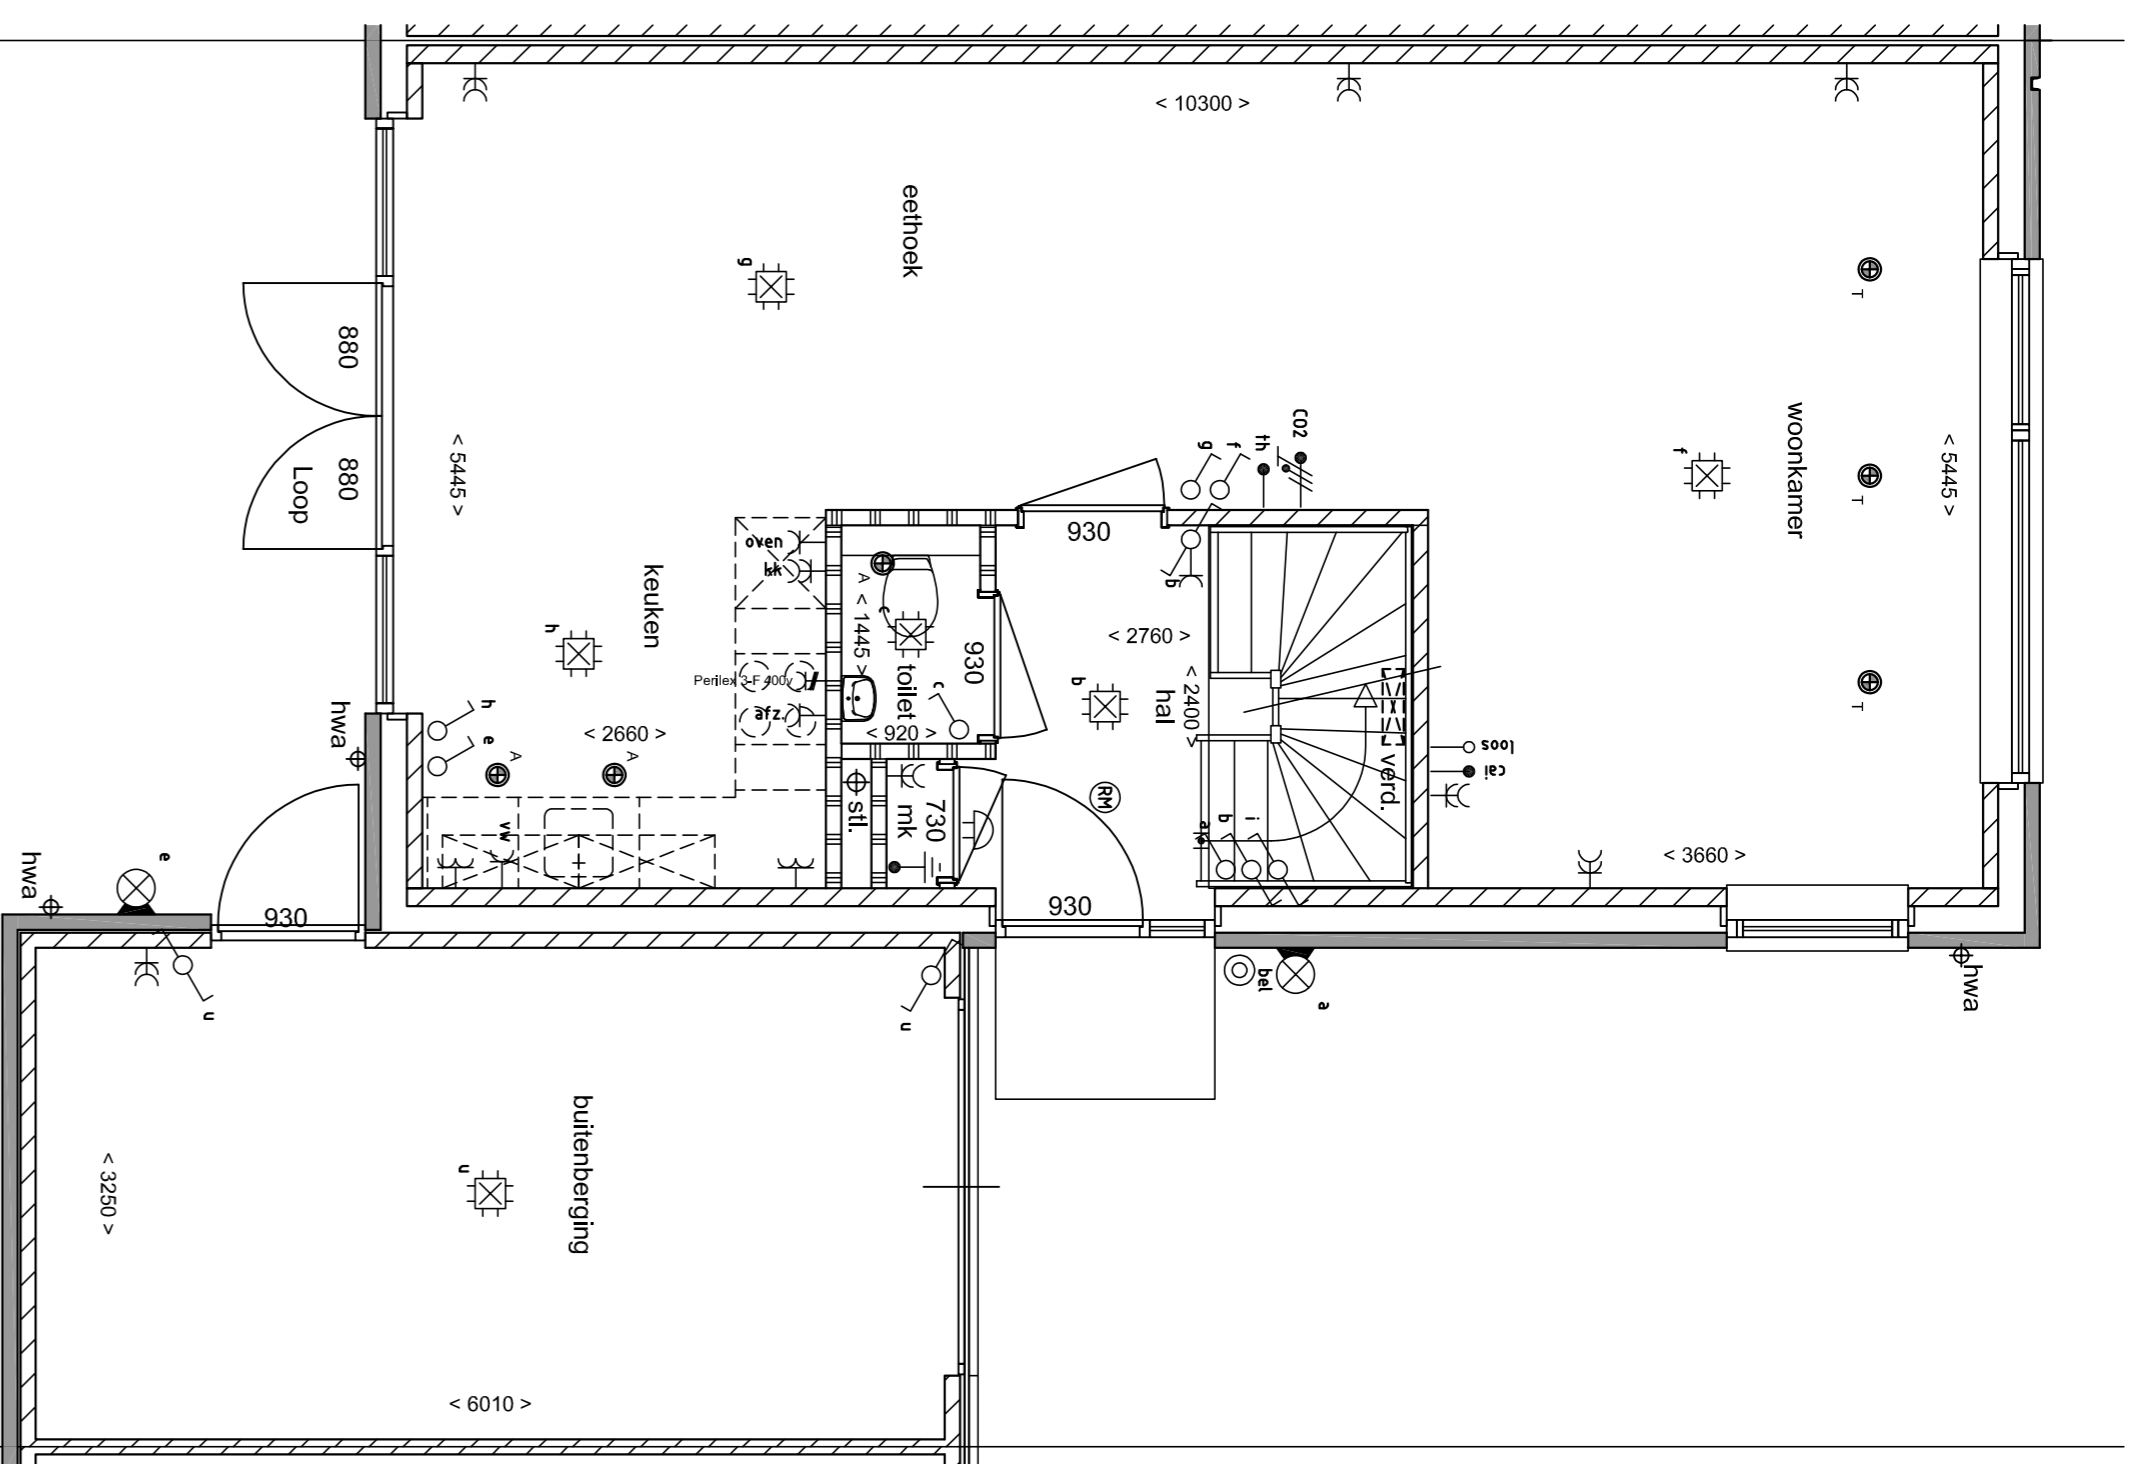 < 10300 >
eethoek
g
T
880
880
Loop
< 5445 >
woonkamer
f
T
< 5445 >
CO2
th
f
g
930
b
oven
kk
keuken
h
A
< 1445 >
c
toilet
c
930
< 920 >
Perilex 3-F 400v
afz.
< 2660 >
h
e
A
A
hwa
< 2760 >
< 2400 >
hal
b
RM
verd.
loos
cai
T
vw
stl.
mk
730
a
b
i
< 3660 >
hwa
e
930
930
u
u
bel
a
hwa
buitenberging
u
< 3250 >
< 6010 >